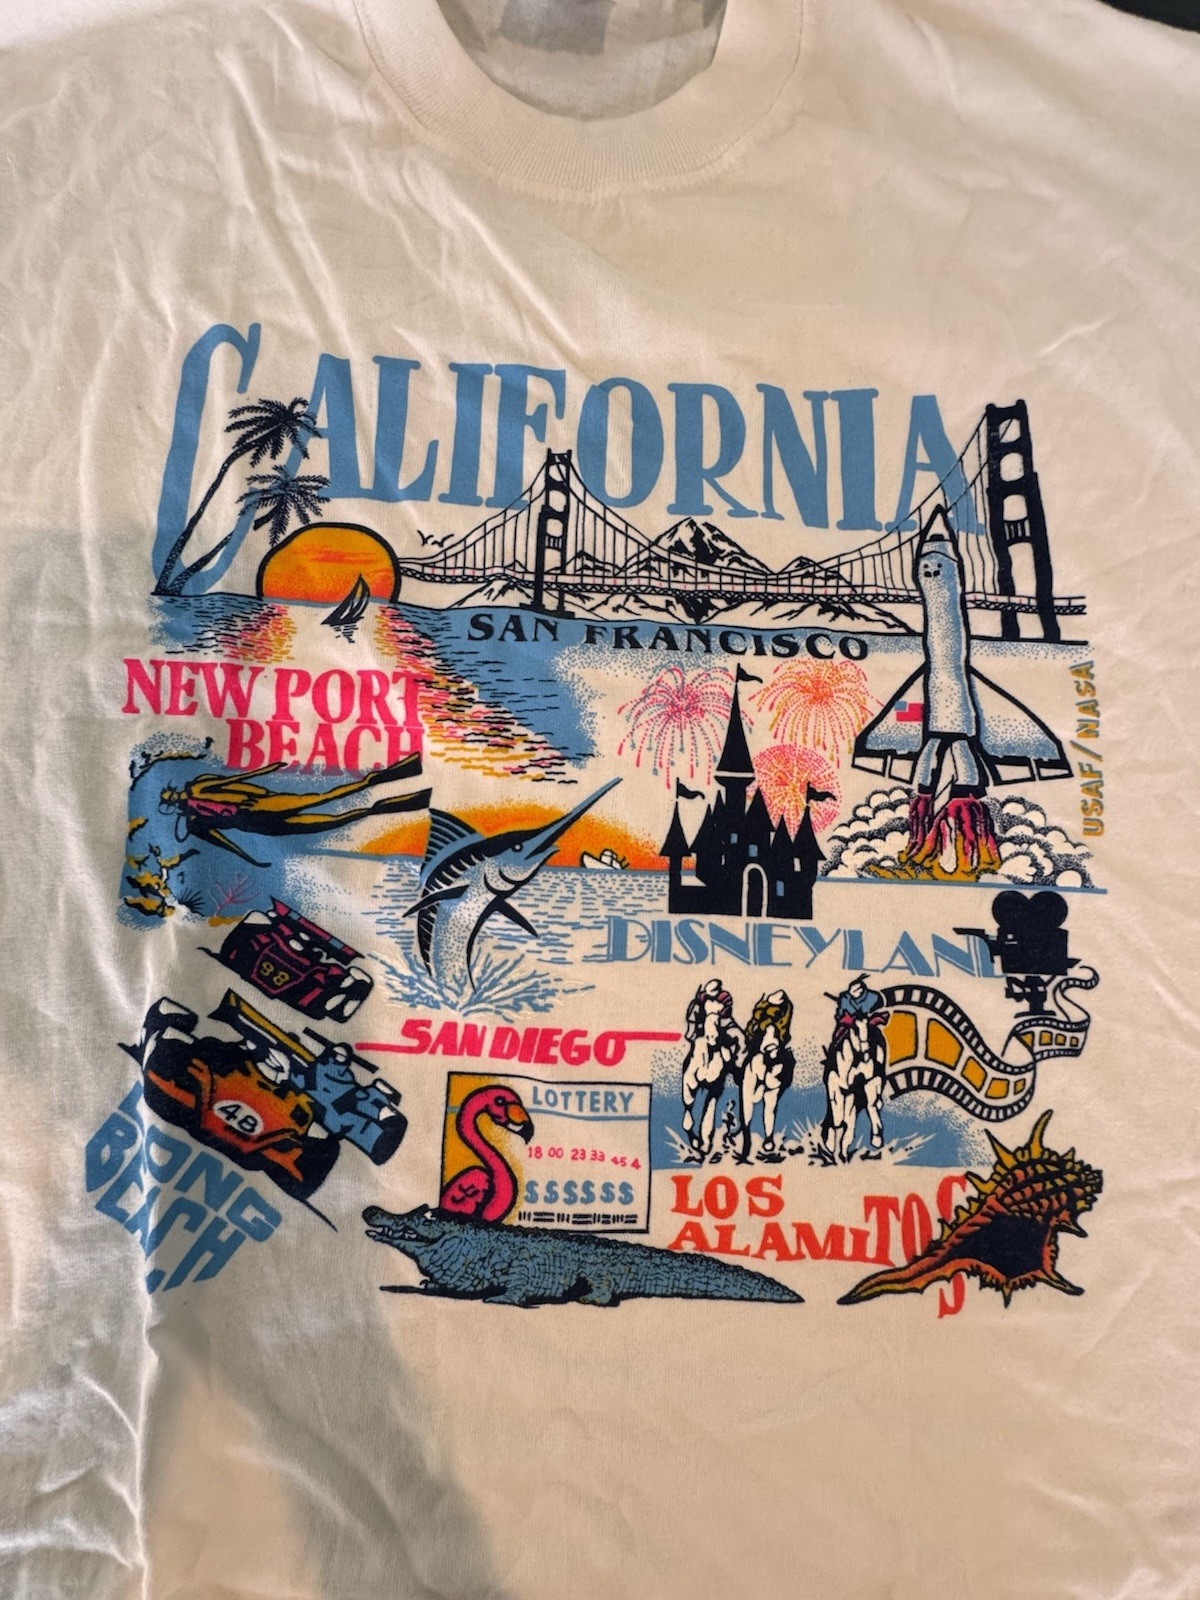 CALIFORNIA
SAN FRANCISCO
NEW PORT
BEACH
USAF/NASA
DISNEYLAND
88
SAN DIEGO
48
LONG
BEACH
LOTTERY
18 00 23 33 45 4
$$$$$$
LOS
ALAMITOS